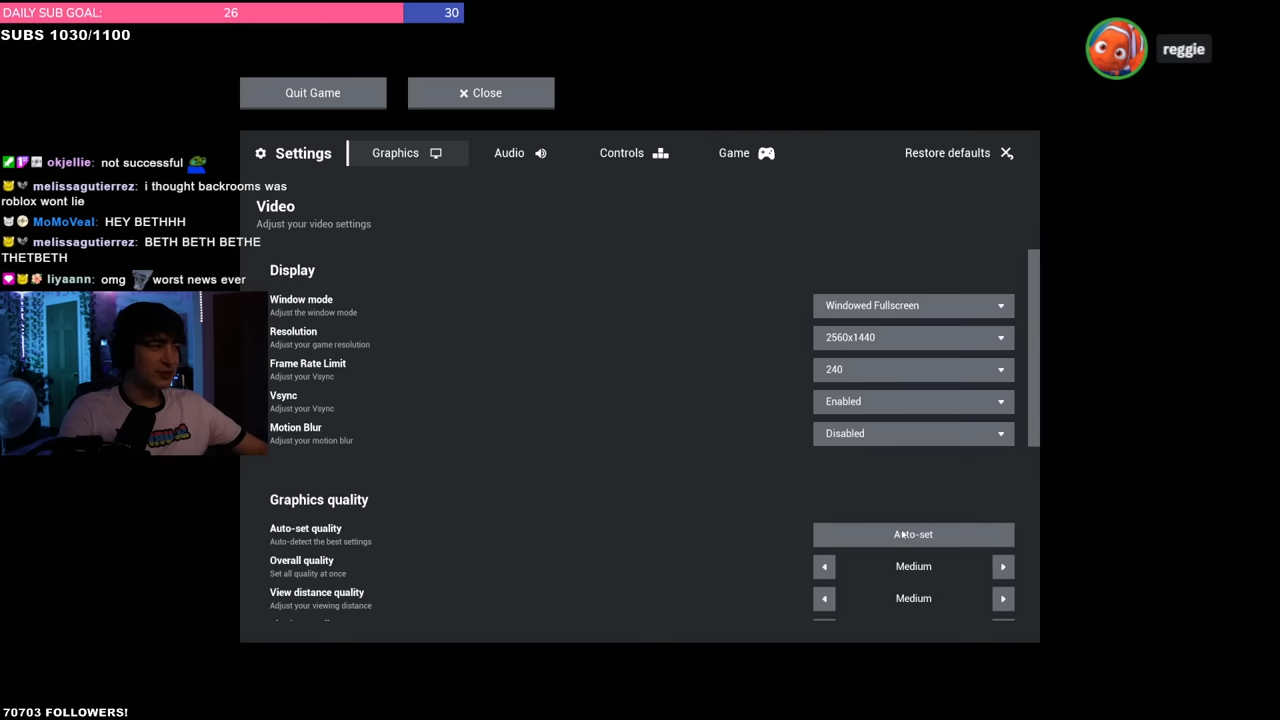 DAILY SUB GOAL: 26 30
SUBS 1030/1100
reggie
Quit Game
Close
Settings
Graphics
Audio
Controls
Game
Restore defaults
okjellie: not successful
melissagutierrez: i thought backrooms was
roblox wont lie
MoMoVeal: HEY BETHHH
melissagutierrez: BETH BETH BETHE
THETBETH
liyaann: omg worst news ever
Video
Adjust your video settings
Display
Window mode
Adjust the window mode
Windowed Fullscreen
Resolution
Adjust your game resolution
2560x1440
Frame Rate Limit
Adjust your Vsync
240
Vsync
Adjust your Vsync
Enabled
Motion Blur
Adjust your motion blur
Disabled
Graphics quality
Auto-set quality
Auto-detect the best settings
Auto-set
Overall quality
Set all quality at once
Medium
View distance quality
Adjust your viewing distance
Medium
70703 FOLLOWERS!